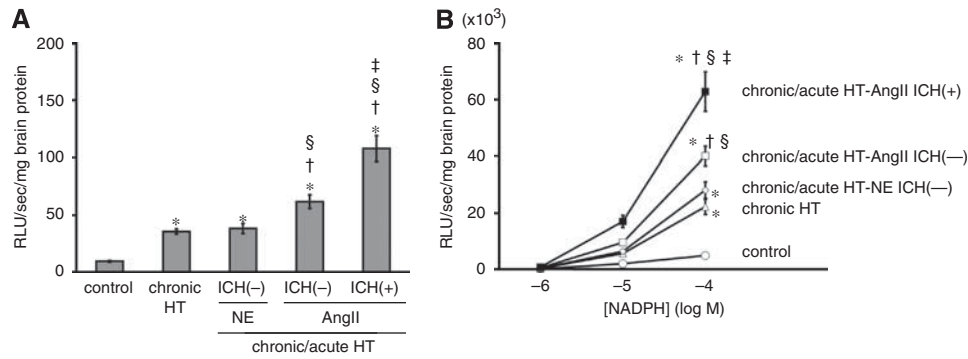 A
RLU/sec/mg brain protein
200
150
100
50
0
*
*
§
†
*
‡
§
†
*
control
chronic HT
ICH(–)
ICH(–)
ICH(+)
NE
AngII
chronic/acute HT
B (x10³)
RLU/sec/mg brain protein
80
60
40
20
0
* † § ‡
* † §
*
*
chronic/acute HT-AngII ICH(+)
chronic/acute HT-AngII ICH(—)
chronic/acute HT-NE ICH(—)
chronic HT
control
–6
–5
–4
[NADPH] (log M)